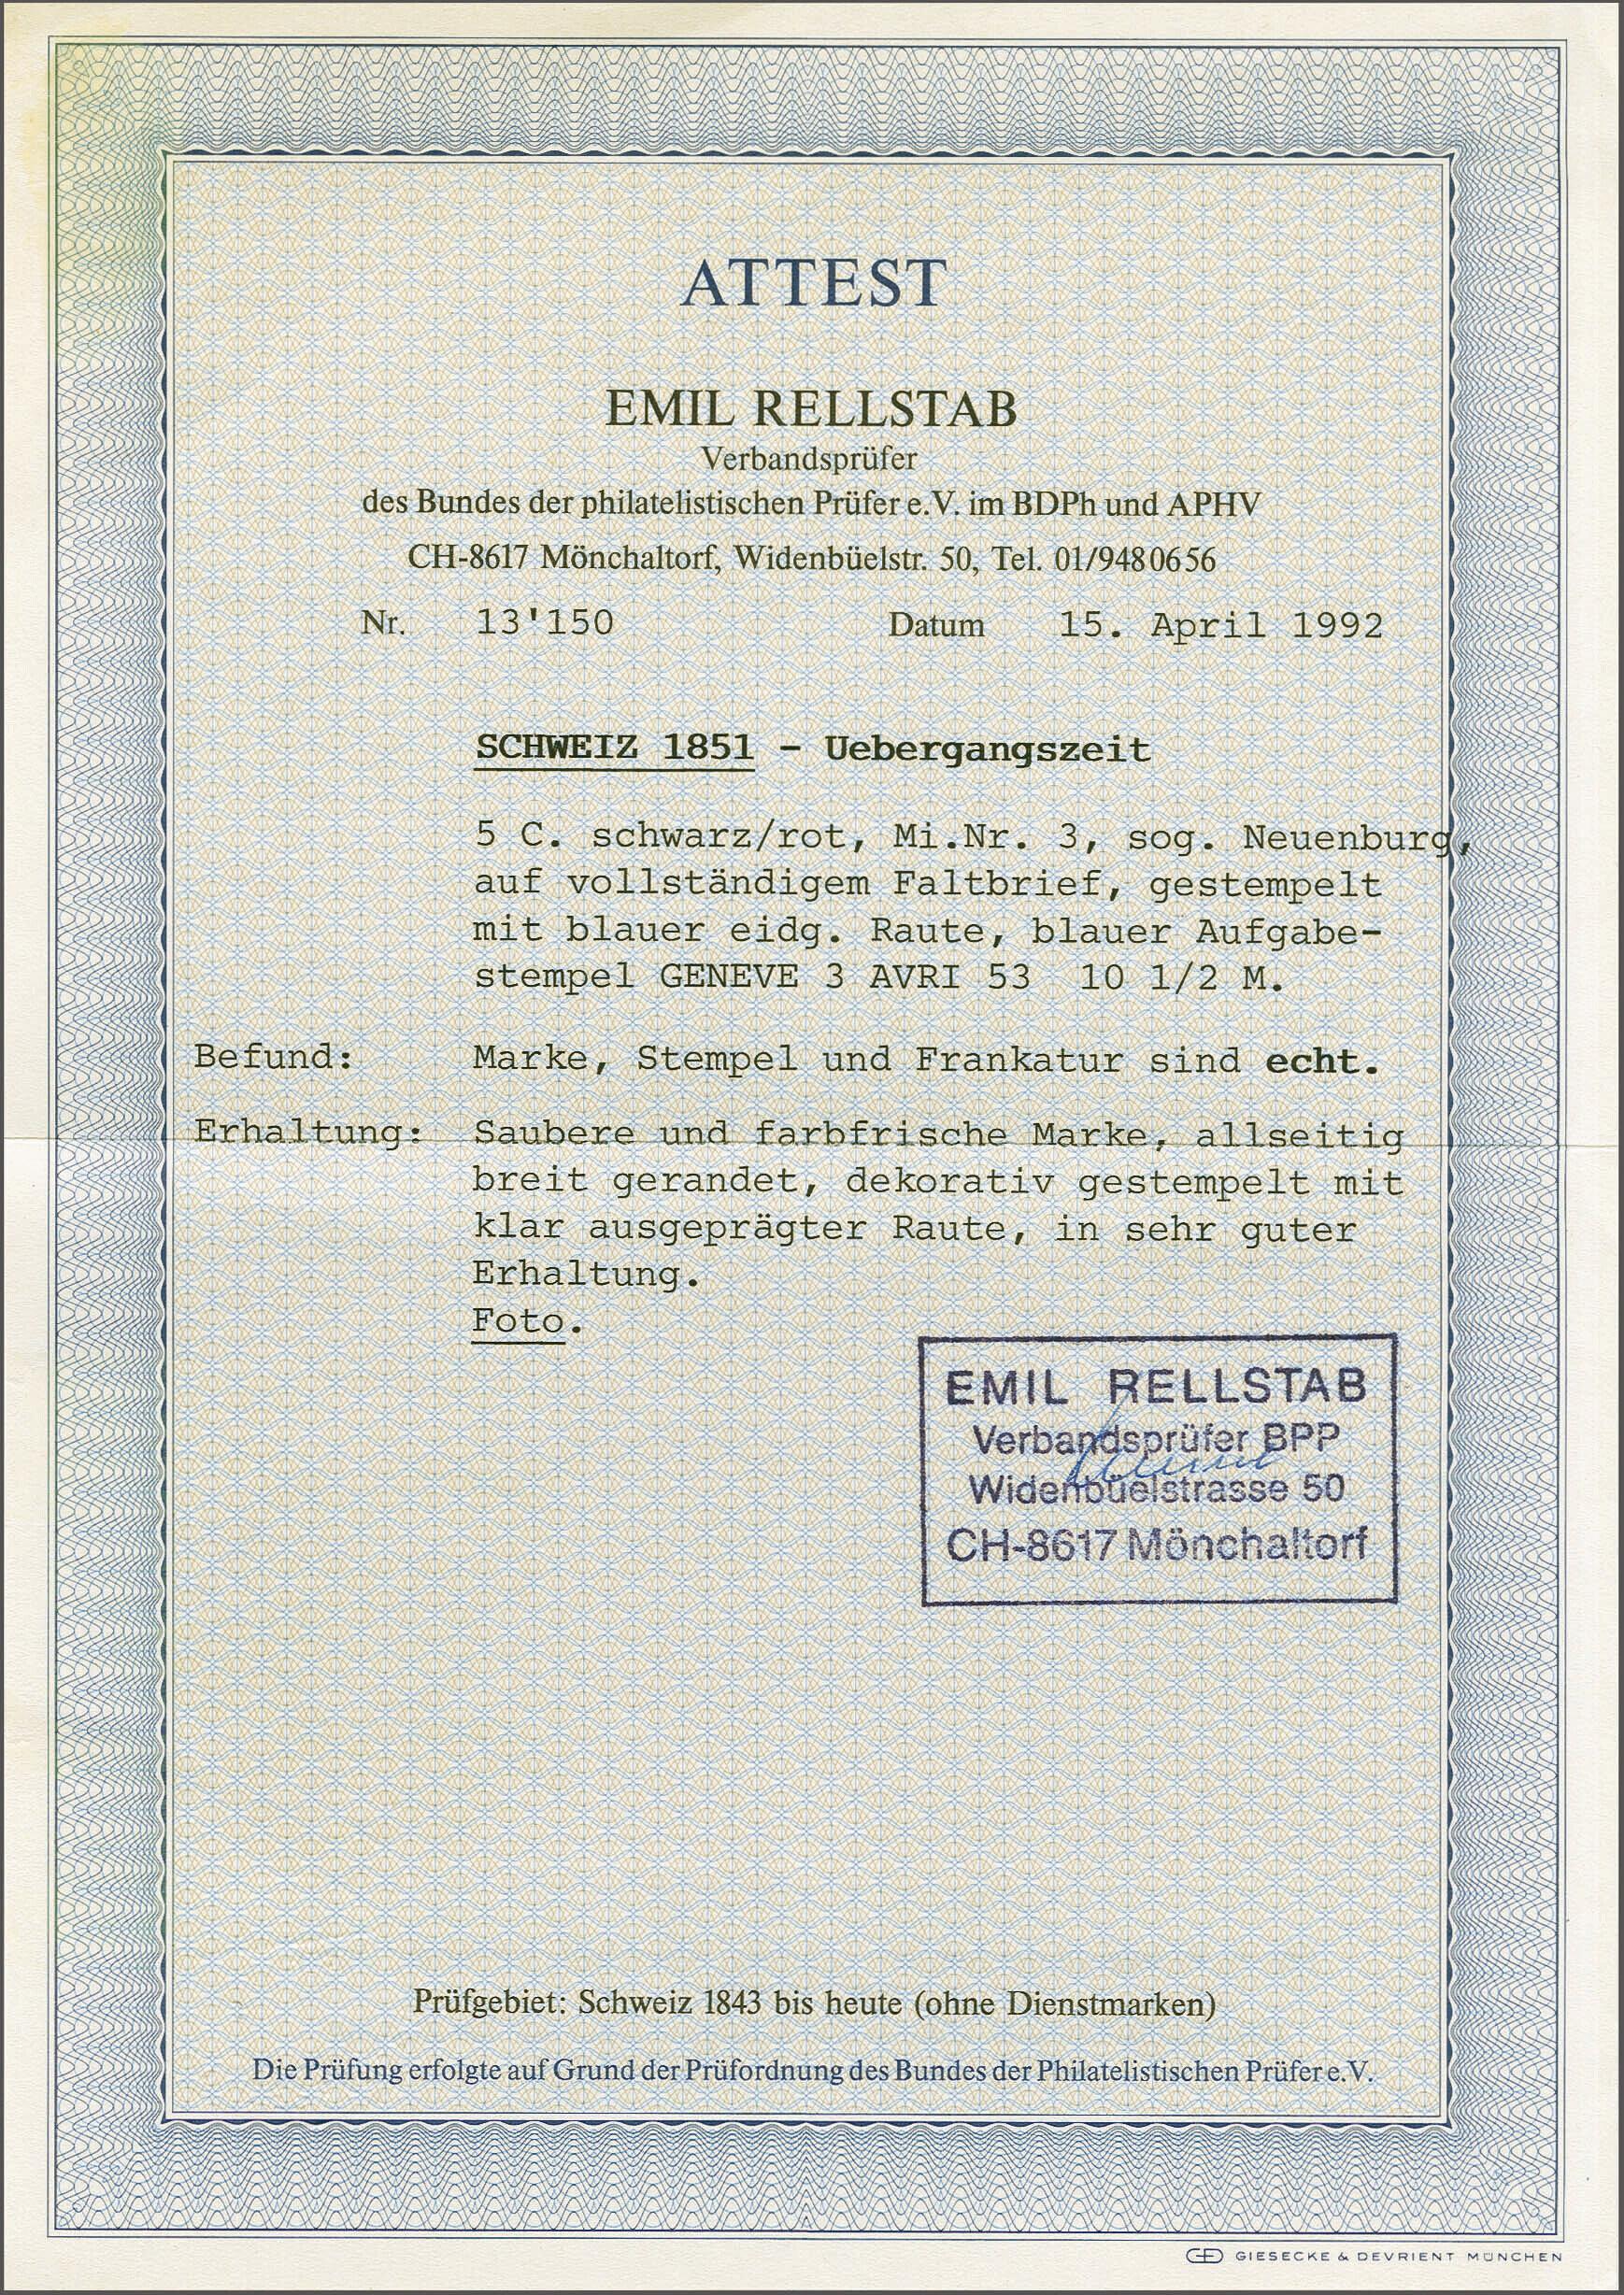 ATTEST
EMIL RELLSTAB
Verbandsprüfer
des Bundes der philatelistischen Prüfer e.V. im BDPh und APHV
CH-8617 Mönchaltorf, Widenbüelstr. 50, Tel. 01/9480656
Nr. 13'150 Datum 15. April 1992
SCHWEIZ 1851 - Uebergangszeit
5 C. schwarz/rot, Mi.Nr. 3, sog. Neuenburg,
auf vollständigem Faltbrief, gestempelt
mit blauer eidg. Raute, blauer Aufgabe-
stempel GENEVE 3 AVRI 53 10 1/2 M.
Befund: Marke, Stempel und Frankatur sind echt.
Erhaltung: Saubere und farbfrische Marke, allseitig
breit gerandet, dekorativ gestempelt mit
klar ausgeprägter Raute, in sehr guter
Erhaltung.
Foto.
EMIL RELLSTAB
Verbandsprüfer BPP
Widenbüelstrasse 50
CH-8617 Mönchaltorf
Prüfgebiet: Schweiz 1843 bis heute (ohne Dienstmarken)
Die Prüfung erfolgte auf Grund der Prüfordnung des Bundes der Philatelistischen Prüfer e.V.
GD GIESECKE & DEVRIENT MÜNCHEN